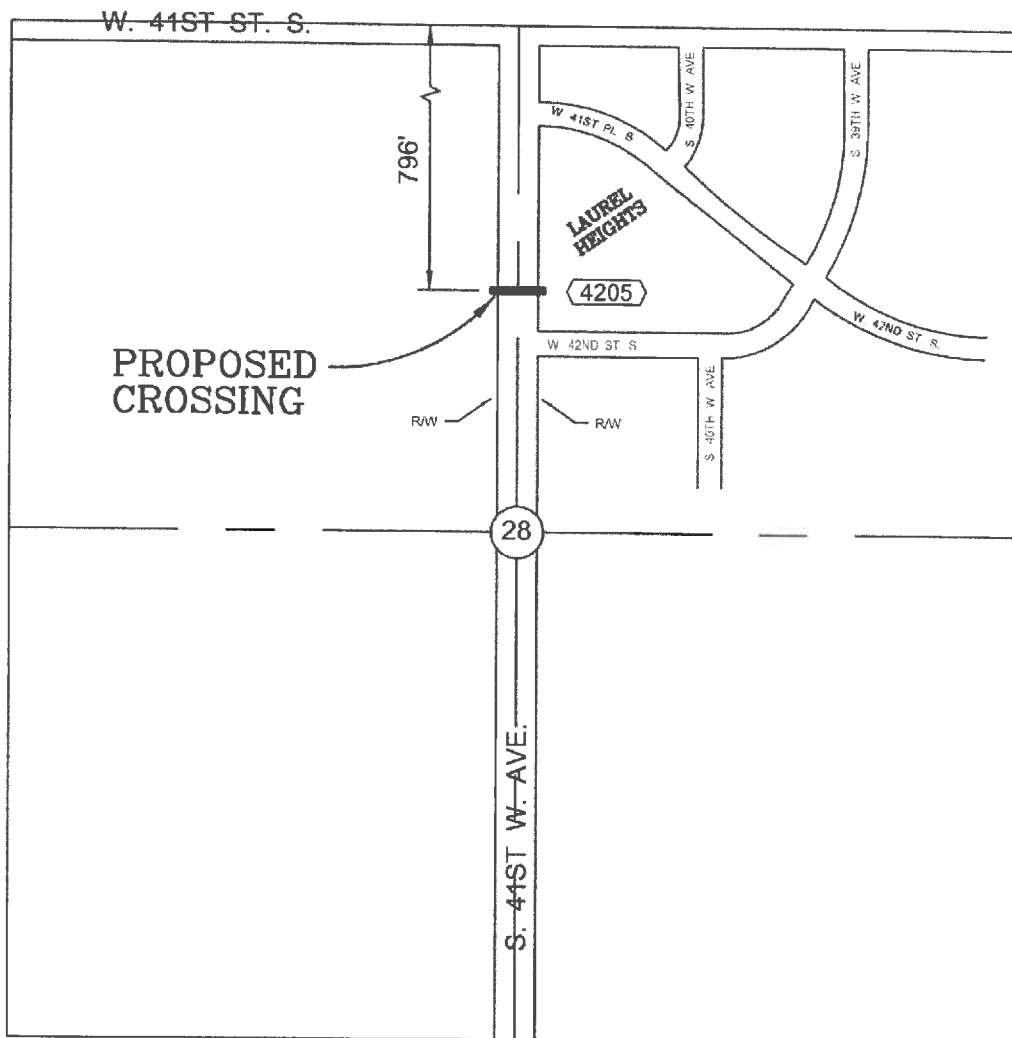 W. 41ST ST. S.
796'
W 41ST PL S
S 40TH W AVE
S 39TH W AVE
LAUREL
HEIGHTS
4205
W 42ND ST S
W 42ND ST S.
PROPOSED
CROSSING
R/W
R/W
S 40TH W AVE
28
S. 41ST W. AVE.